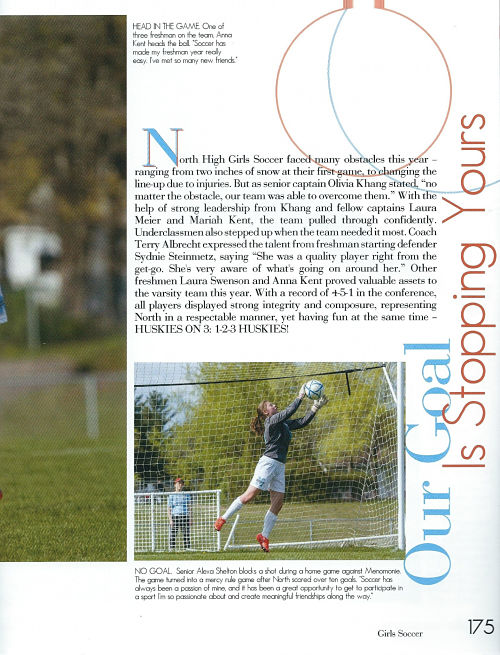 HEAD IN THE GAME. One of
three freshman on the team, Anna
Kent heads the ball. "Soccer has
made my freshman year really
easy. I've met so many new friends."
North High Girls Soccer faced many obstacles this year –
ranging from two inches of snow at their first game, to changing the
line-up due to injuries. But as senior captain Olivia Khang stated, "no
matter the obstacle, our team was able to overcome them." With the
help of strong leadership from Khang and fellow captains Laura
Meier and Mariah Kent, the team pulled through confidently.
Underclassmen also stepped up when the team needed it most. Coach
Terry Albrecht expressed the talent from freshman starting defender
Sydnie Steinmetz, saying "She was a quality player right from the
get-go. She's very aware of what's going on around her." Other
freshmen Laura Swenson and Anna Kent proved valuable assets to
the varsity team this year. With a record of 4-5-1 in the conference,
all players displayed strong integrity and composure, representing
North in a respectable manner, yet having fun at the same time –
HUSKIES ON 3; 1-2-3 HUSKIES!
Our Goal
Is Stopping Yours
NO GOAL. Senior Alexa Shelton blocks a shot during a home game against Menomonie.
The game turned into a mercy rule game after North scored over ten goals. "Soccer has
always been a passion of mine, and it has been a great opportunity to get to participate in
a sport I'm so passionate about and create meaningful friendships along the way."
Girls Soccer
175